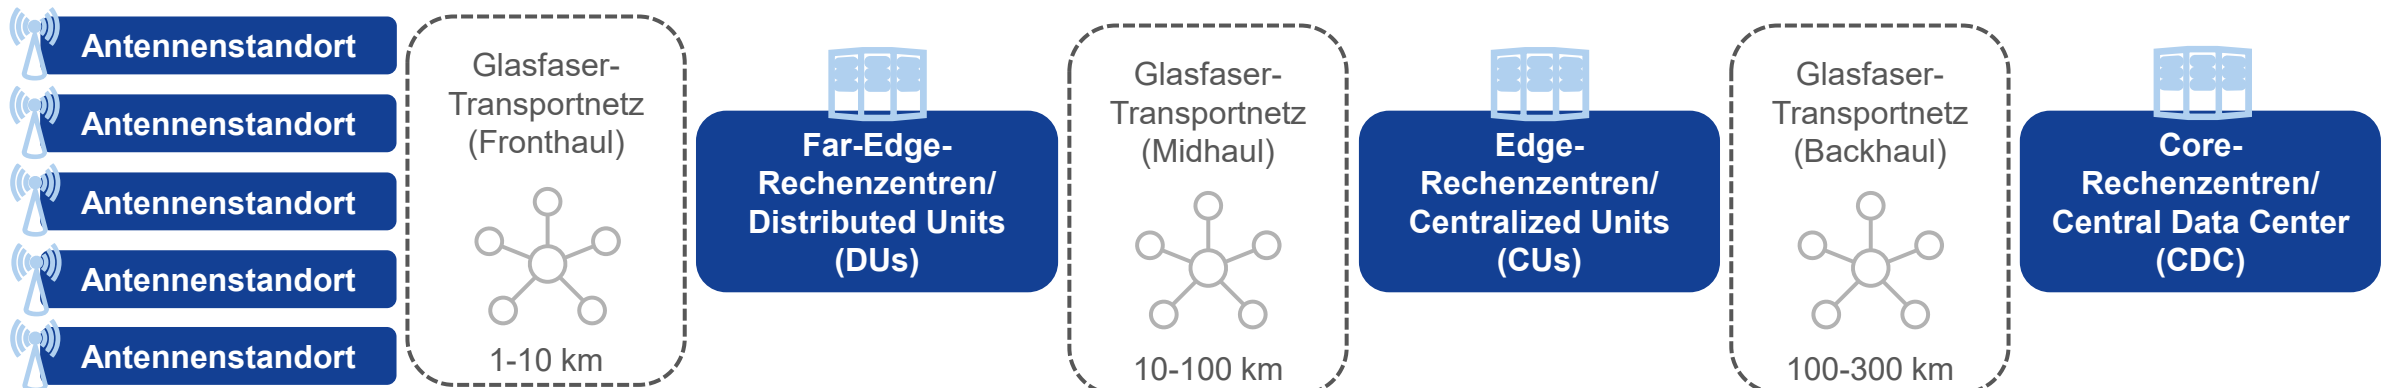 Antennenstandort
Antennenstandort
Antennenstandort
Antennenstandort
Antennenstandort
Glasfaser-
Transportnetz
(Fronthaul)
1-10 km
Far-Edge-
Rechenzentren/
Distributed Units
(DUs)
Glasfaser-
Transportnetz
(Midhaul)
10-100 km
Edge-
Rechenzentren/
Centralized Units
(CUs)
Glasfaser-
Transportnetz
(Backhaul)
100-300 km
Core-
Rechenzentren/
Central Data Center
(CDC)